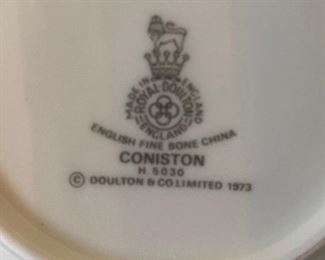 MADE IN ENGLAND
ROYAL DOULTON
ENGLAND
ENGLISH FINE BONE CHINA
CONISTON
H 5030
© DOULTON & CO. LIMITED 1973